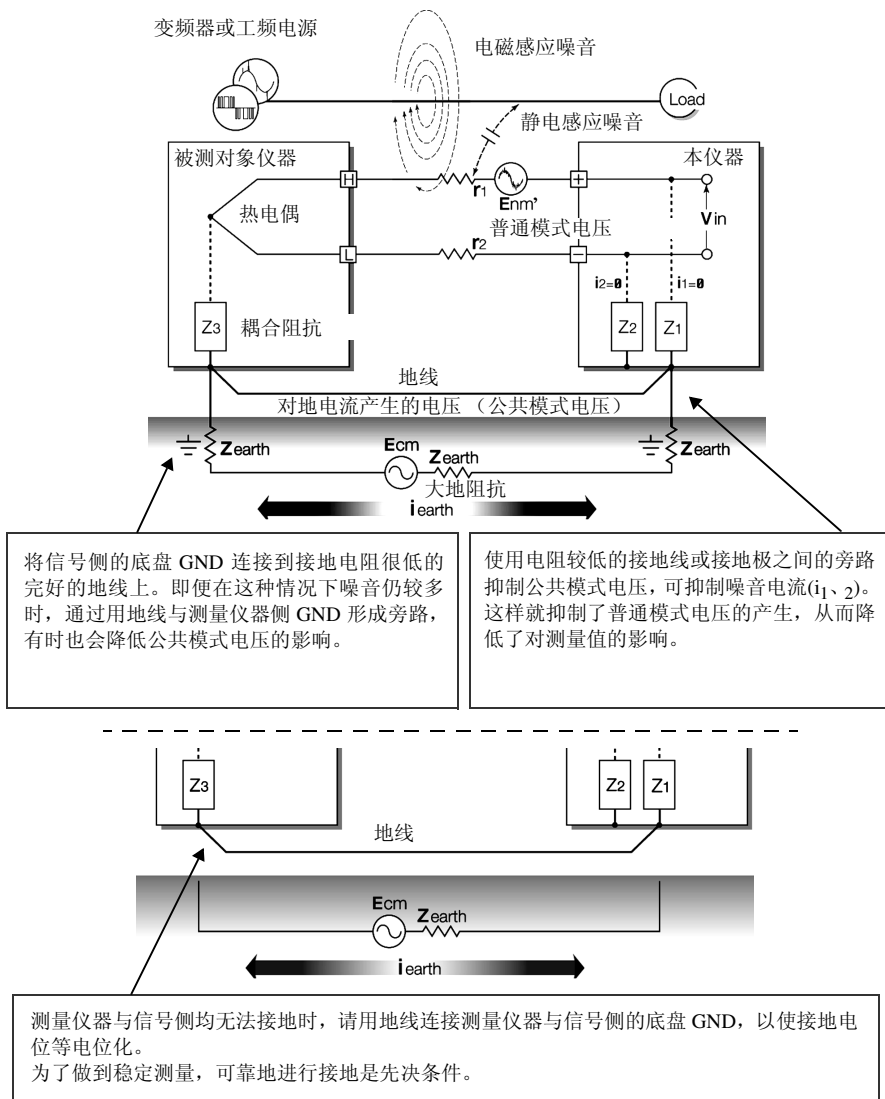 变频器或工频电源
电磁感应噪音
Load
静电感应噪音
被测对象仪器
本仪器
H
r1
Enm’
+
热电偶
普通模式电压
Vin
L
r2
−
i2=0
i1=0
Z3
耦合阻抗
Z2
Z1
地线
对地电流产生的电压 （公共模式电压）
Zearth
Ecm
Zearth
Zearth
大地阻抗
iearth
将信号侧的底盘 GND 连接到接地电阻很低的
完好的地线上。即便在这种情况下噪音仍较多
时，通过用地线与测量仪器侧 GND 形成旁路，
有时也会降低公共模式电压的影响。
使用电阻较低的接地线或接地极之间的旁路
抑制公共模式电压，可抑制噪音电流(i1、2)。
这样就抑制了普通模式电压的产生，从而降
低了对测量值的影响。
Z3
Z2
Z1
地线
Ecm
Zearth
iearth
测量仪器与信号侧均无法接地时，请用地线连接测量仪器与信号侧的底盘 GND，以使接地电
位等电位化。
为了做到稳定测量，可靠地进行接地是先决条件。